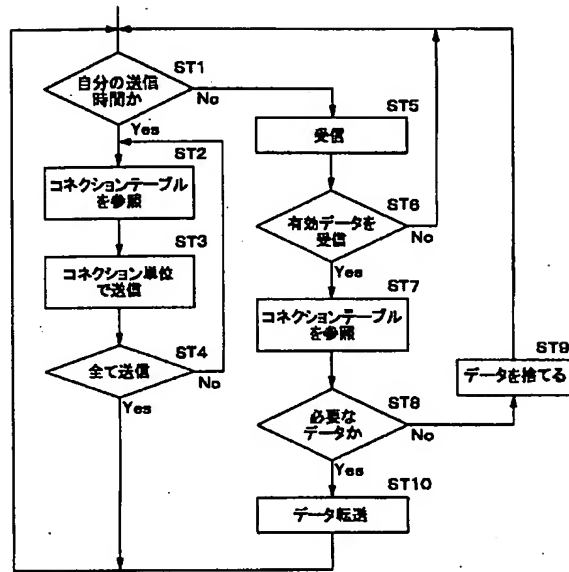 ST1
自分の送信
時間か
No
Yes
ST2
コネクションテーブル
を参照
ST3
コネクション単位
で送信
ST4
全て送信
No
Yes
ST5
受信
ST6
有効データを
受信
No
Yes
ST7
コネクションテーブル
を参照
ST8
必要な
データか
No
Yes
ST9
データを捨てる
ST10
データ転送